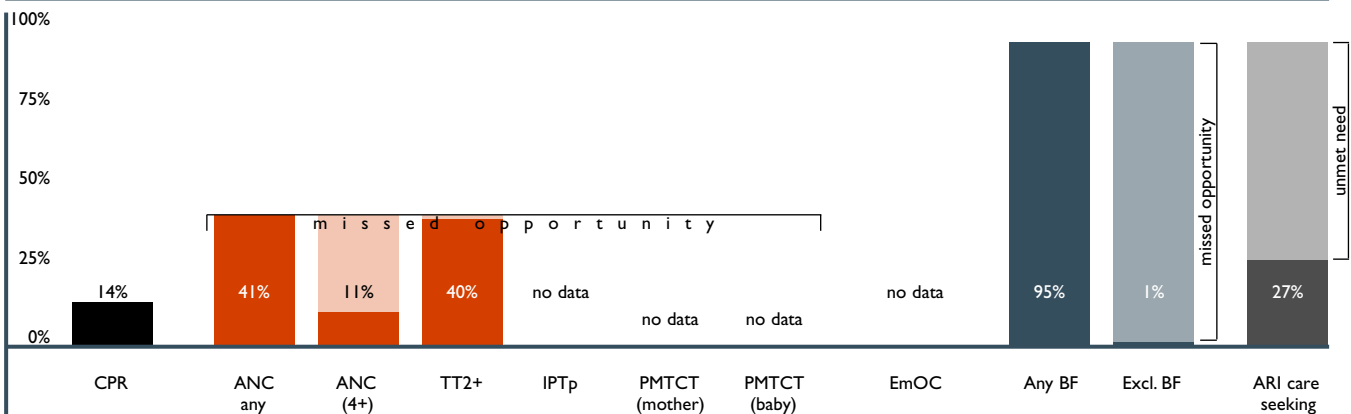 100%
75%
50%
25%
0%
missed opportunity
14%
41%
11%
40%
no data
no data
no data
no data
95%
1%
27%
missed opportunity
unmet need
CPR
ANC
any
ANC
(4+)
TT2+
IPTp
PMTCT
(mother)
PMTCT
(baby)
EmOC
Any BF
Excl. BF
ARI care
seeking